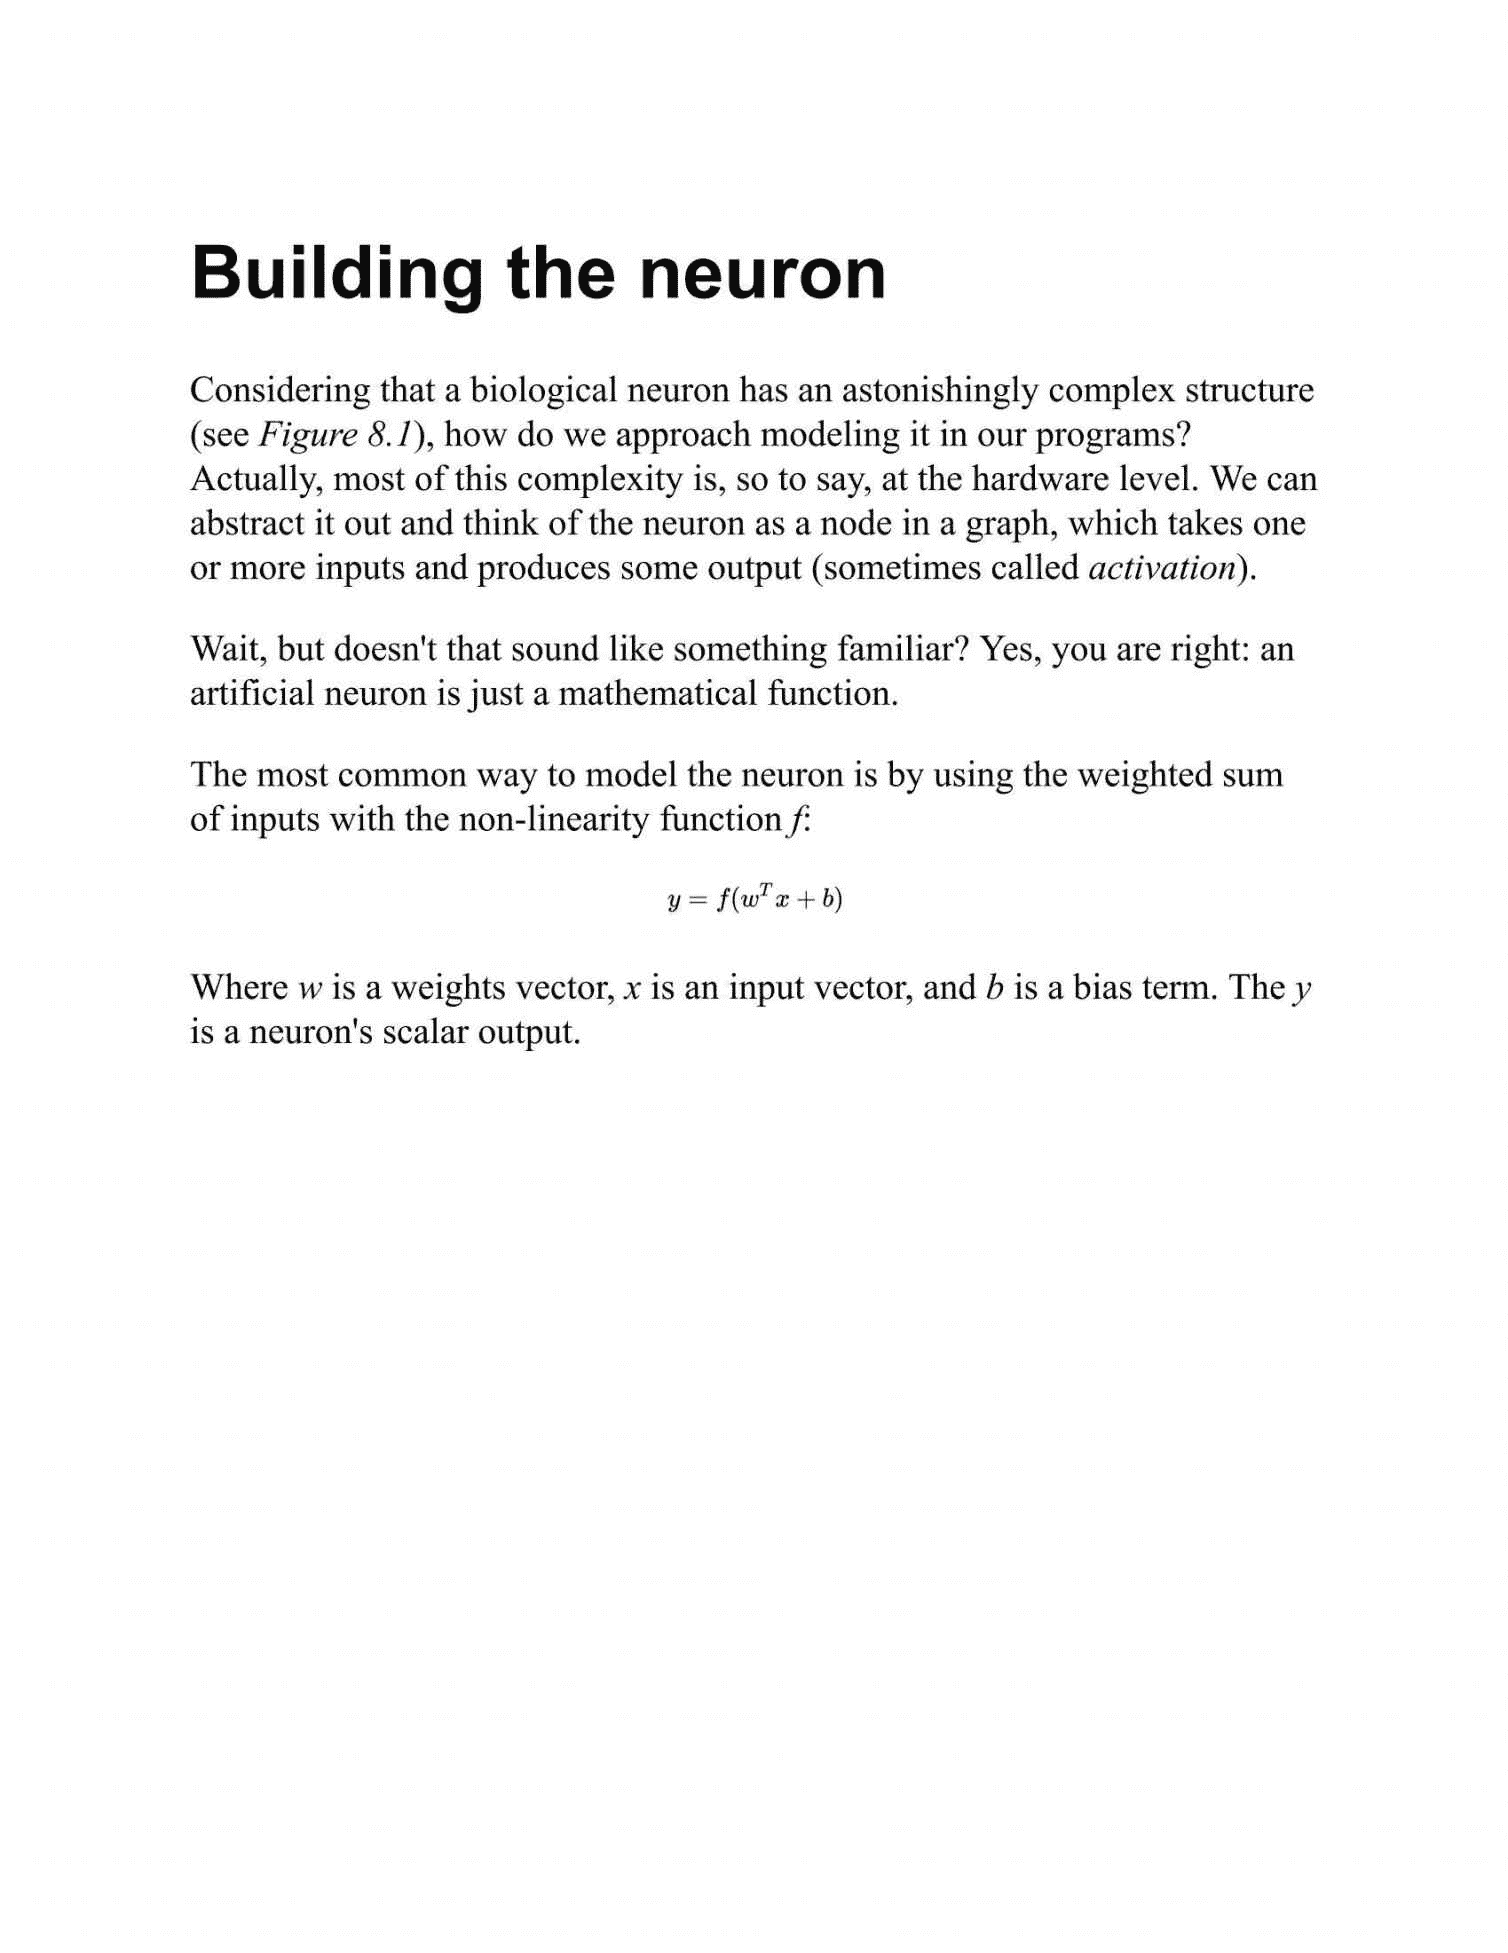 Building the neuron
Considering that a biological neuron has an astonishingly complex structure
(see Figure 8.1), how do we approach modeling it in our programs?
Actually, most of this complexity is, so to say, at the hardware level. We can
abstract it out and think of the neuron as a node in a graph, which takes one
or more inputs and produces some output (sometimes called activation).
Wait, but doesn't that sound like something familiar? Yes, you are right: an
artificial neuron is just a mathematical function.
The most common way to model the neuron is by using the weighted sum
of inputs with the non-linearity function f:
y = f(wᵀx + b)
Where w is a weights vector, x is an input vector, and b is a bias term. The y
is a neuron's scalar output.